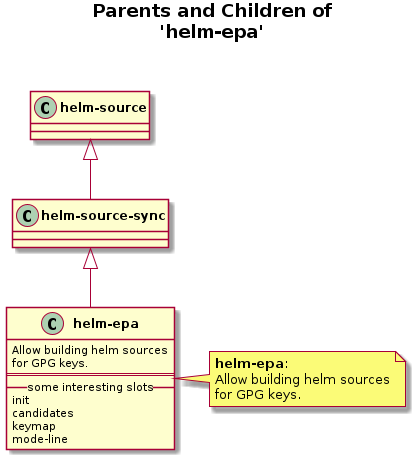 Parents and Children of
'helm-epa'
C helm-source
C helm-source-sync
C helm-epa
Allow building helm sources
for GPG keys.
some interesting slots
init
candidates
keymap
mode-line
helm-epa:
Allow building helm sources
for GPG keys.